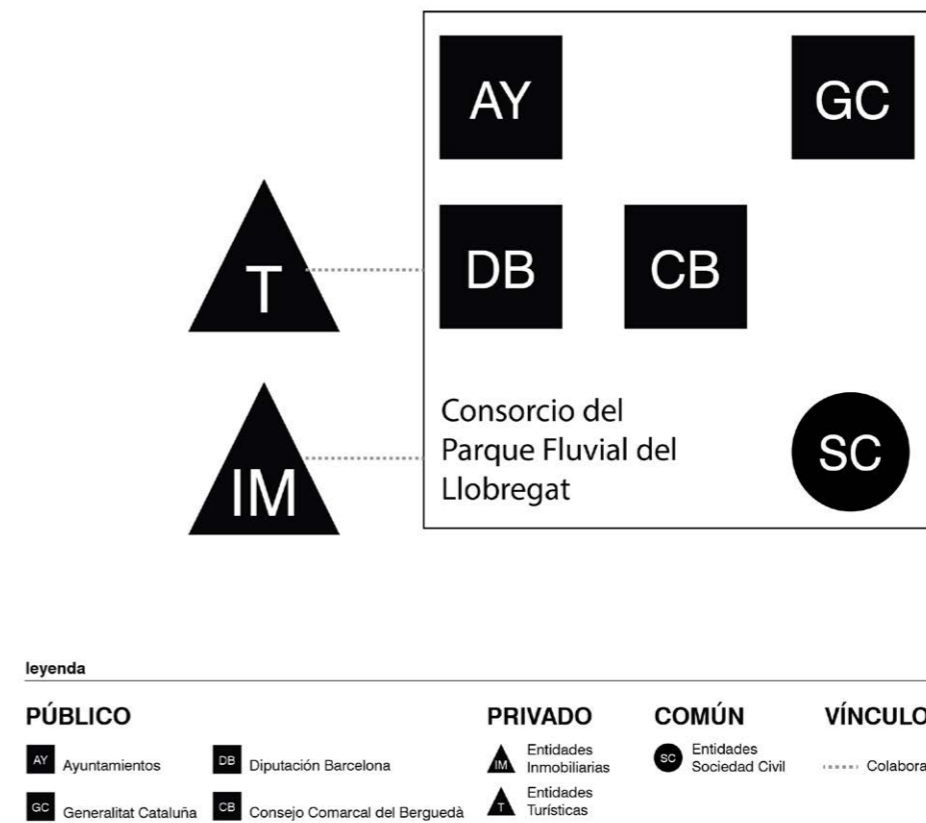 AY
GC
T
DB
CB
IM
Consorcio del
Parque Fluvial del
Llobregat
SC
leyenda
PÚBLICO
AY Ayuntamientos
DB Diputación Barcelona
GC Generalitat Cataluña
CB Consejo Comarcal del Berguedà
PRIVADO
IM Entidades
Inmobiliarias
T Entidades
Turísticas
COMÚN
SC Entidades
Sociedad Civil
VÍNCULO
Colabora